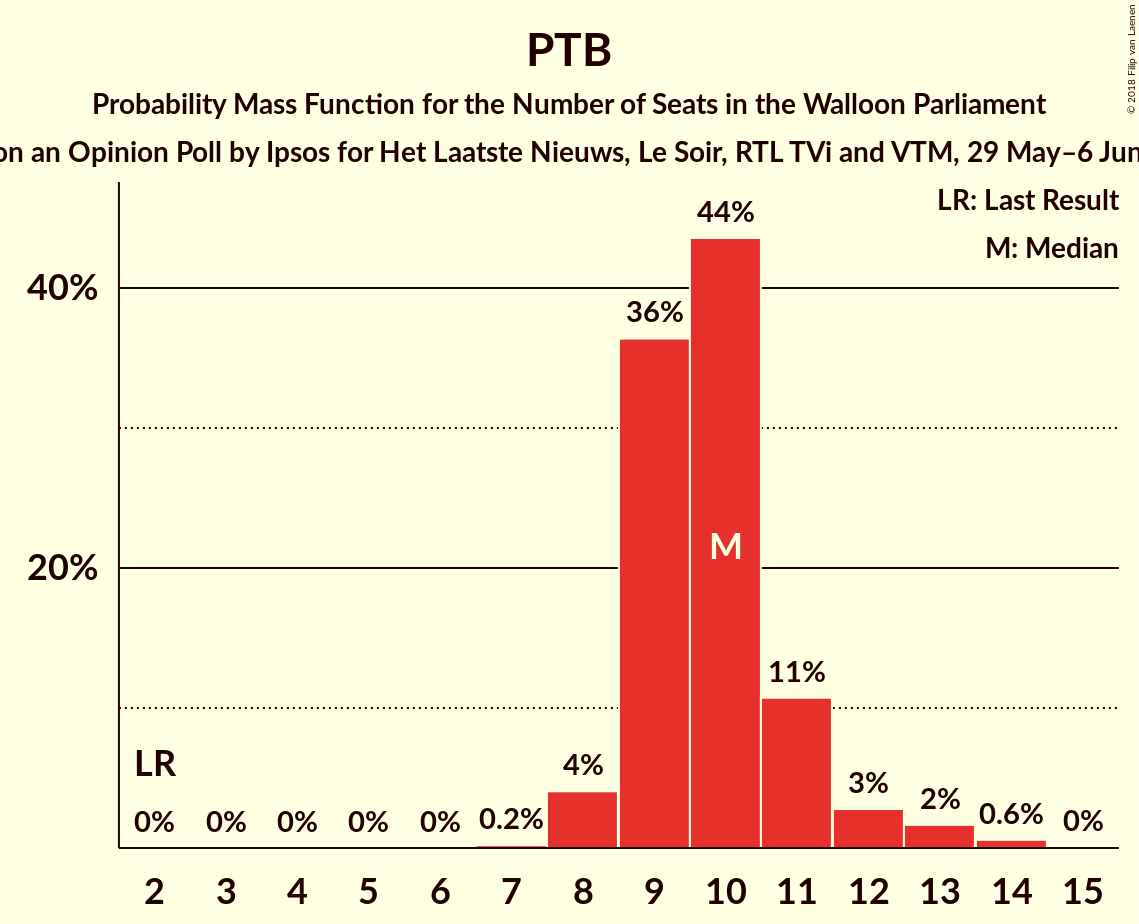 PTB
Probability Mass Function for the Number of Seats in the Walloon Parliament
on an Opinion Poll by Ipsos for Het Laatste Nieuws, Le Soir, RTL TVi and VTM, 29 May–6 Jun
© 2018 Filip van Laenen
LR: Last Result
M: Median
44%
40%
36%
M
20%
11%
LR
4%
3%
2%
0% 0% 0% 0% 0% 0.2% 0.6% 0%
2 3 4 5 6 7 8 9 10 11 12 13 14 15